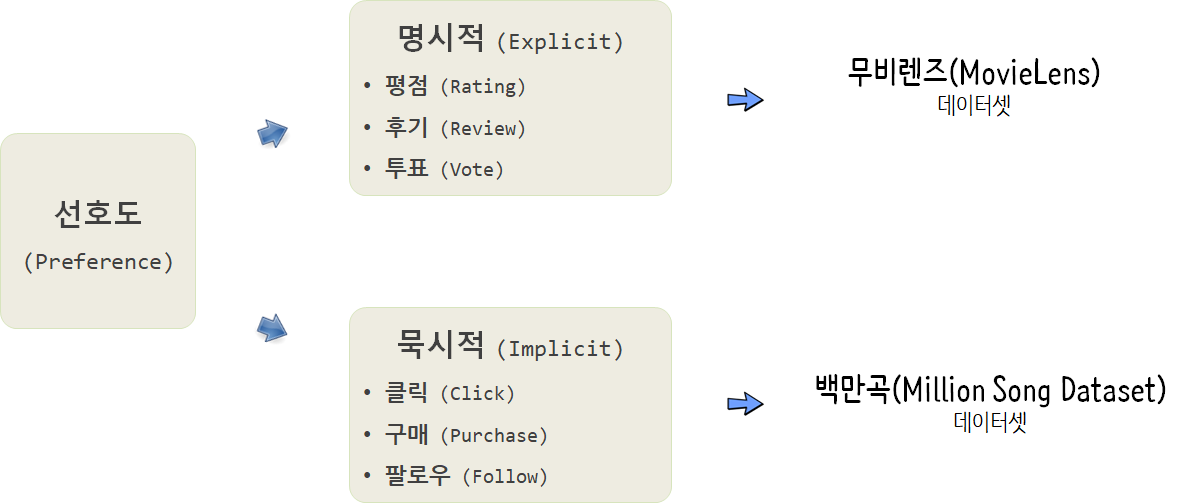 선호도
(Preference)
명시적 (Explicit)
• 평점 (Rating)
• 후기 (Review)
• 투표 (Vote)
무비렌즈(MovieLens)
데이터셋
묵시적 (Implicit)
• 클릭 (Click)
• 구매 (Purchase)
• 팔로우 (Follow)
백만곡(Million Song Dataset)
데이터셋